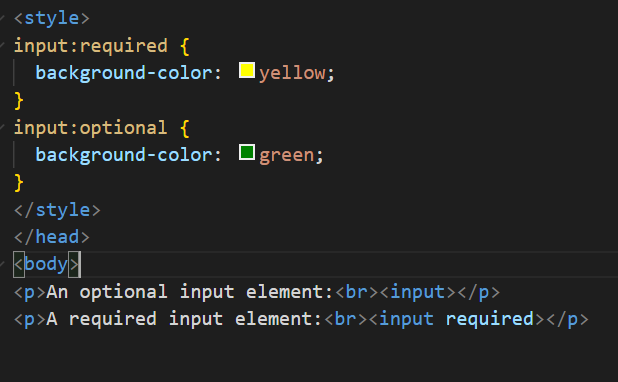 <style>
input:required {
  background-color: yellow;
}
input:optional {
  background-color: green;
}
</style>
</head>
<body>
<p>An optional input element:<br><input></p>
<p>A required input element:<br><input required></p>